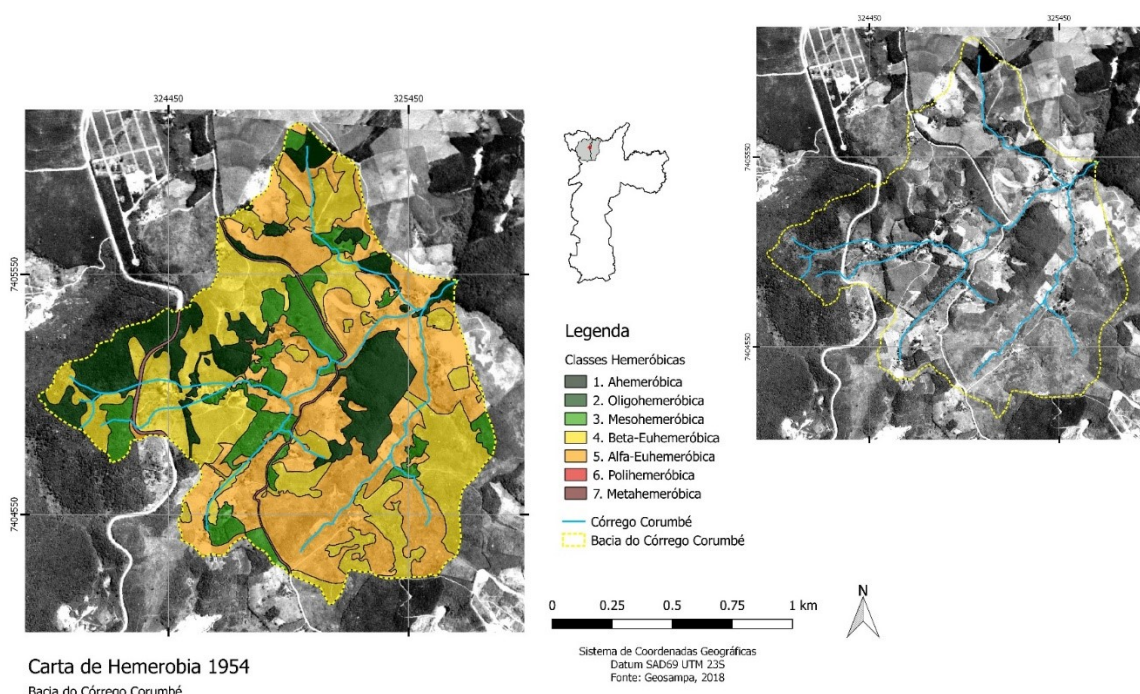 324450
325450
324450
325450
7405550
7404550
7405550
7404550
Legenda
Classes Hemeróbicas
1. Ahemeróbica
2. Oligohemeróbica
3. Mesohemeróbica
4. Beta-Euhemeróbica
5. Alfa-Euhemeróbica
6. Polihemeróbica
7. Metahemeróbica
Córrego Corumbé
Bacia do Córrego Corumbé
N
0 0.25 0.5 0.75 1 km
Sistema de Coordenadas Geográficas
Datum SAD69 UTM 23S
Fonte: Geosampa, 2018
Carta de Hemerobia 1954
Bacia do Córrego Corumbé